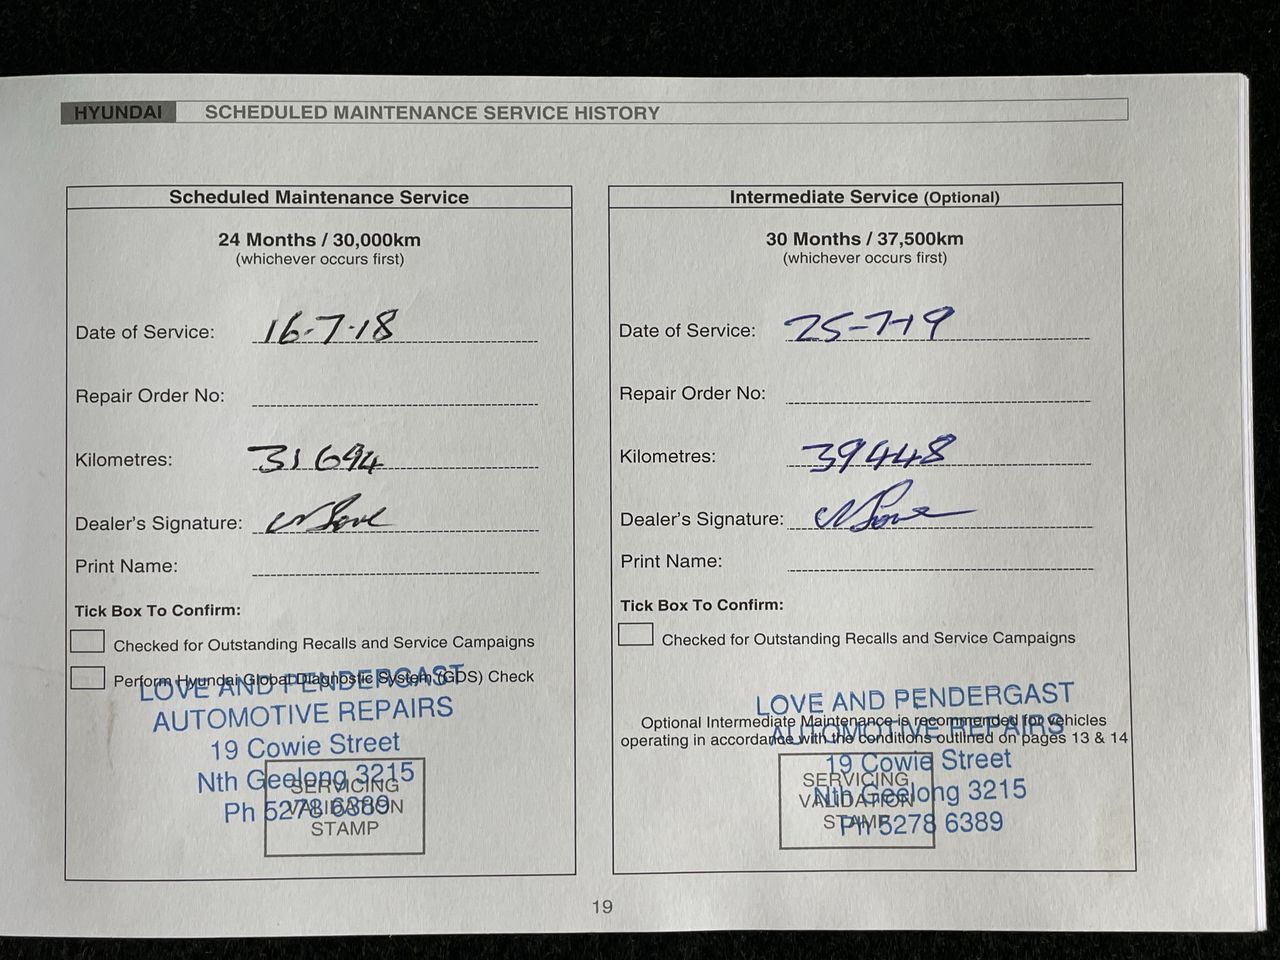 HYUNDAI SCHEDULED MAINTENANCE SERVICE HISTORY
Scheduled Maintenance Service
24 Months / 30,000km
(whichever occurs first)
Date of Service: 16-7-18
Repair Order No:
Kilometres: 31694
Dealer's Signature:
Print Name:
Tick Box To Confirm:
Checked for Outstanding Recalls and Service Campaigns
Perform Hyundai Global Diagnostic System (GDS) Check
LOVE AND PENDERGAST
AUTOMOTIVE REPAIRS
19 Cowie Street
Nth Geelong 3215
Ph 5278 6389
SERVICING
VALIDATION
STAMP
Intermediate Service (Optional)
30 Months / 37,500km
(whichever occurs first)
Date of Service: 25-7-19
Repair Order No:
Kilometres: 39448
Dealer's Signature:
Print Name:
Tick Box To Confirm:
Checked for Outstanding Recalls and Service Campaigns
LOVE AND PENDERGAST
Optional Intermediate Maintenance is recommended for vehicles
AUTOMOTIVE REPAIRS
operating in accordance with the conditions outlined on pages 13 & 14
19 Cowie Street
Nth Geelong 3215
Ph 5278 6389
SERVICING
VALIDATION
STAMP
19